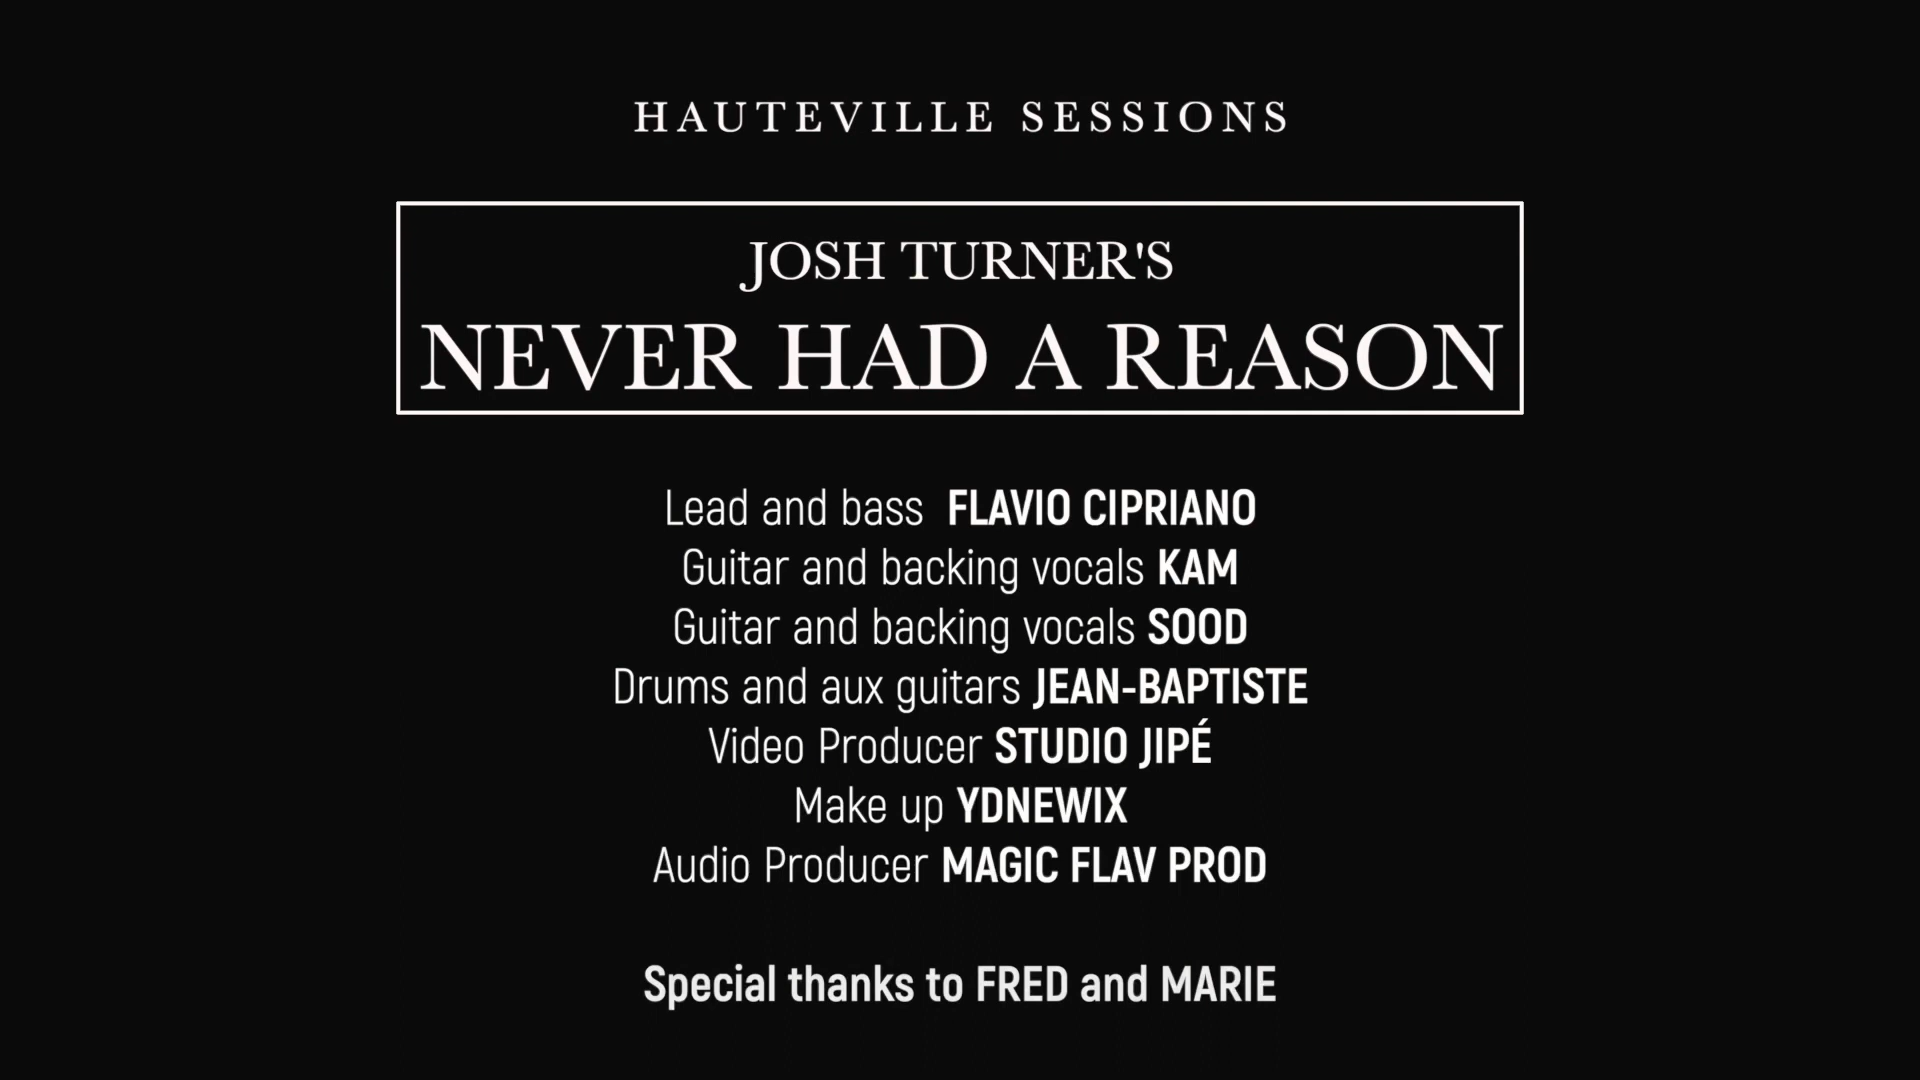 HAUTEVILLE SESSIONS
JOSH TURNER'S
NEVER HAD A REASON
Lead and bass FLAVIO CIPRIANO
Guitar and backing vocals KAM
Guitar and backing vocals SOOD
Drums and aux guitars JEAN-BAPTISTE
Video Producer STUDIO JIPÉ
Make up YDNEWIX
Audio Producer MAGIC FLAV PROD
Special thanks to FRED and MARIE